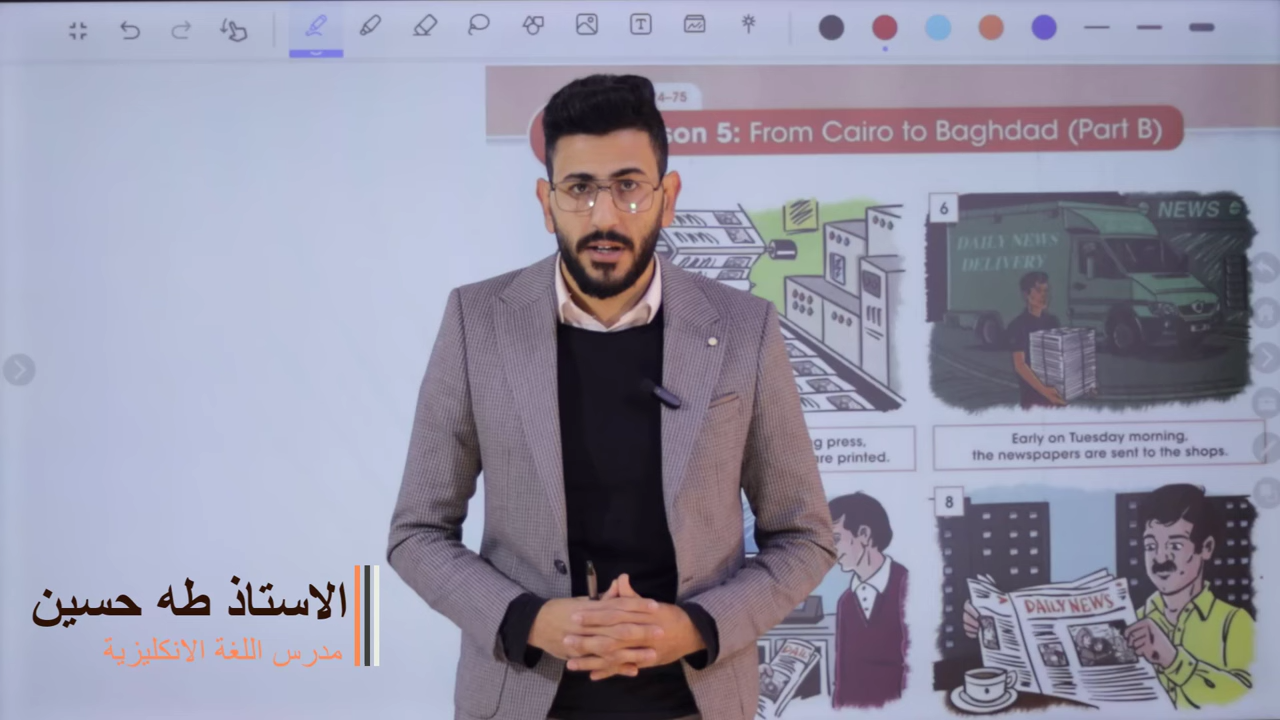 4–75
son 5: From Cairo to Baghdad (Part B)
6
NEWS
DAILY NEWS
DELIVERY
g press,
are printed.
Early on Tuesday morning,
the newspapers are sent to the shops.
8
DAILY NEWS
الاستاذ طه حسين
مدرس اللغة الانكليزية